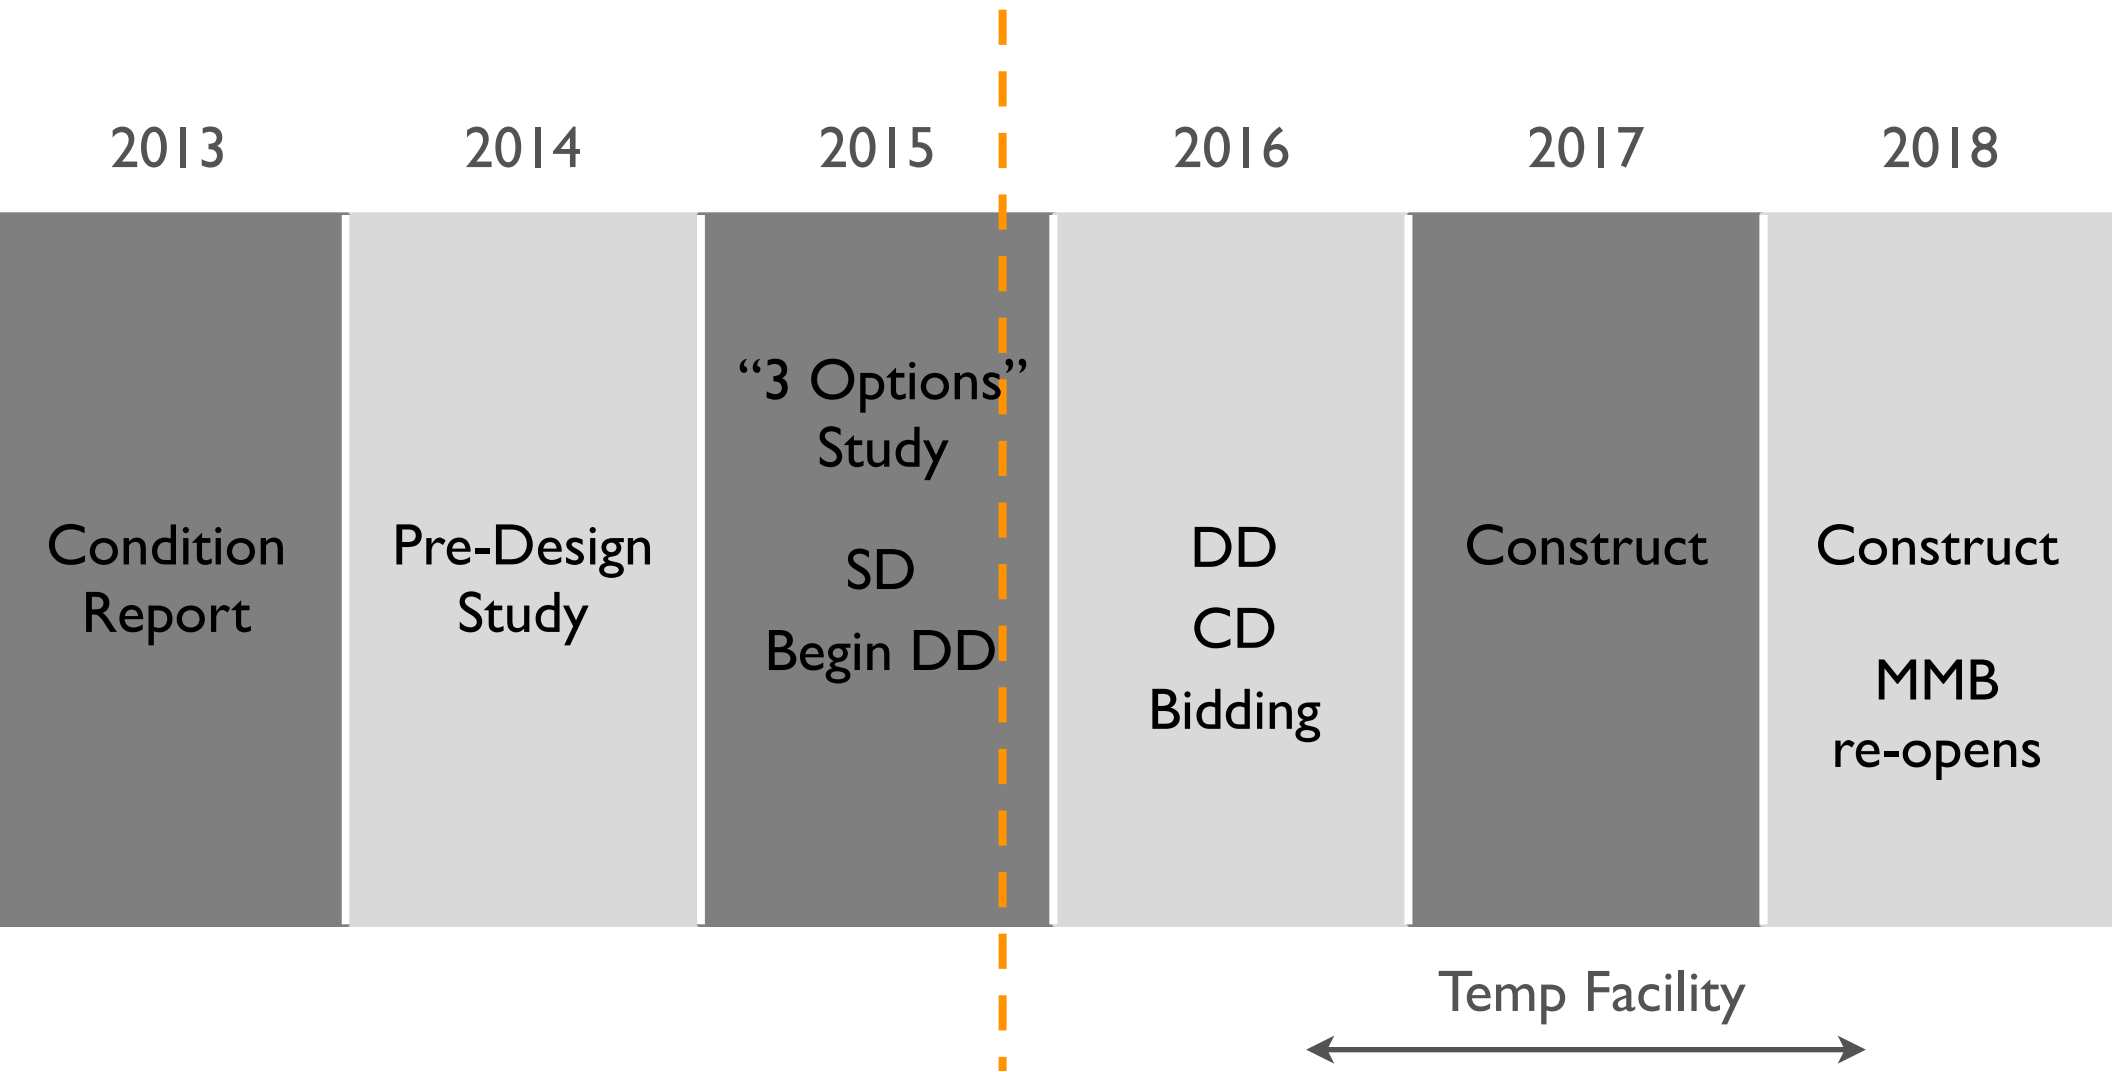 2013
2014
2015
2016
2017
2018
Condition
Report
Pre-Design
Study
“3 Options”
Study
SD
Begin DD
DD
CD
Bidding
Construct
Construct
MMB
re-opens
Temp Facility